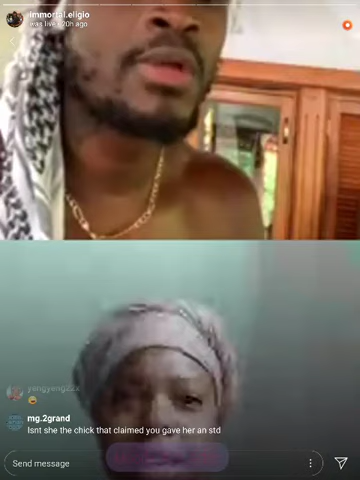 immortal.eligio
was live · 20h ago
yongyeng22x
mg.2grand
Isnt she the chick that claimed you gave her an std
Send message